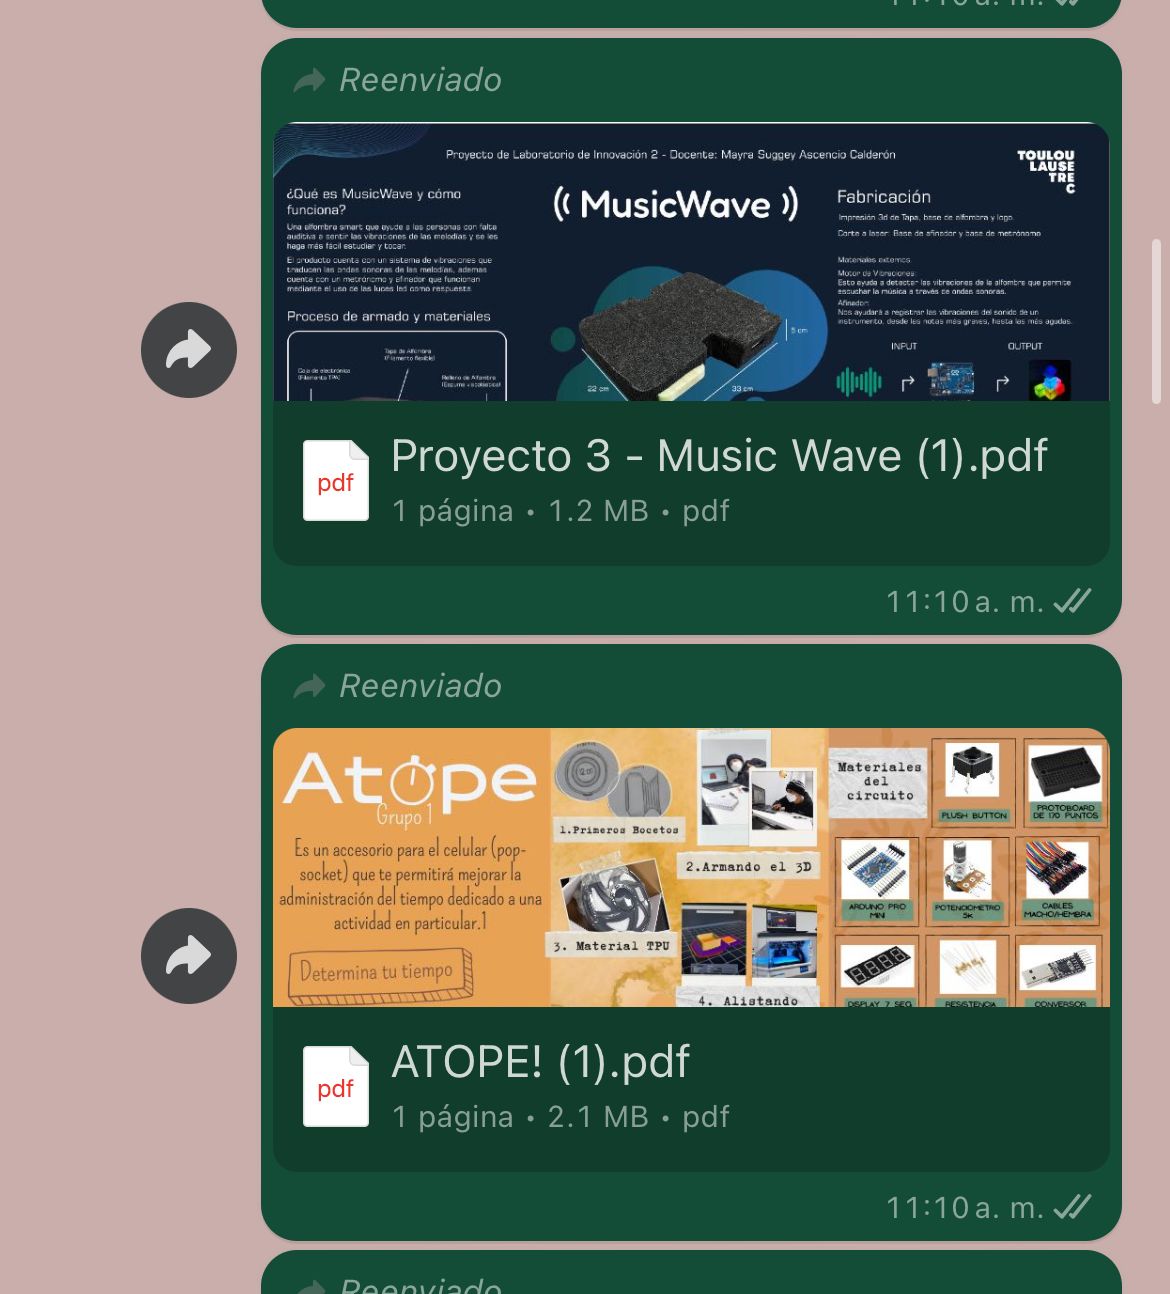 11:10 a. m.
Reenviado
Proyecto de Laboratorio de Innovación 2 - Docente: Mayra Suggey Ascencio Calderón
TOULOU
LAUSE
TRE
C
¿Qué es MusicWave y cómo
funciona?
Una alfombra smart que ayude a las personas con falta
auditiva a sentir las vibraciones de las melodías y se les
haga más fácil estudiar y tocar.
El producto cuenta con un sistema de vibraciones que
traducen las ondas sonoras de las melodías, ademas
cuenta con un metrónomo y afinador que funcionan
mediante el uso de las luces led como respuesta.
Proceso de armado y materiales
Tapa de Alfombra
(Filamento flexible)
Caja de electrónica
(Filamento TPA)
Relleno de Alfombra
((MusicWave))
5 cm
22 cm
33 cm
Fabricación
Impresión 3d de Tapa, base de alfombra y logo.
Corte a laser: Base de afinador y base de metrónomo
Materiales externos
Motor de Vibraciones:
Esto ayuda a detectar las vibraciones de la alfombra que permite
escuchar la música a través de ondas sonoras.
Afinador:
Nos ayudará a registrar las vibraciones del sonido de un
instrumento, desde las notas más graves, hasta las más agudas.
INPUT
OUTPUT
pdf
Proyecto 3 - Music Wave (1).pdf
1 página • 1.2 MB • pdf
11:10 a. m.
Reenviado
Atope
Grupo 1
Es un accesorio para el celular (pop-
socket) que te permitirá mejorar la
administración del tiempo dedicado a una
actividad en particular.1
Determina tu tiempo
1.Primeros Bocetos
2.Armando el 3D
3. Material TPU
4. Alistando
Materiales
del
circuito
PLUSH BUTTON
PROTOBOARD
DE 170 PUNTOS
ARDUINO PRO
MINI
POTENCIOMETRO
5K
CABLES
MACHO/HEMBRA
DISPLAY 7 SEG
RESISTENCIA
CONVERSOR
pdf
ATOPE! (1).pdf
1 página • 2.1 MB • pdf
11:10 a. m.
Reenviado